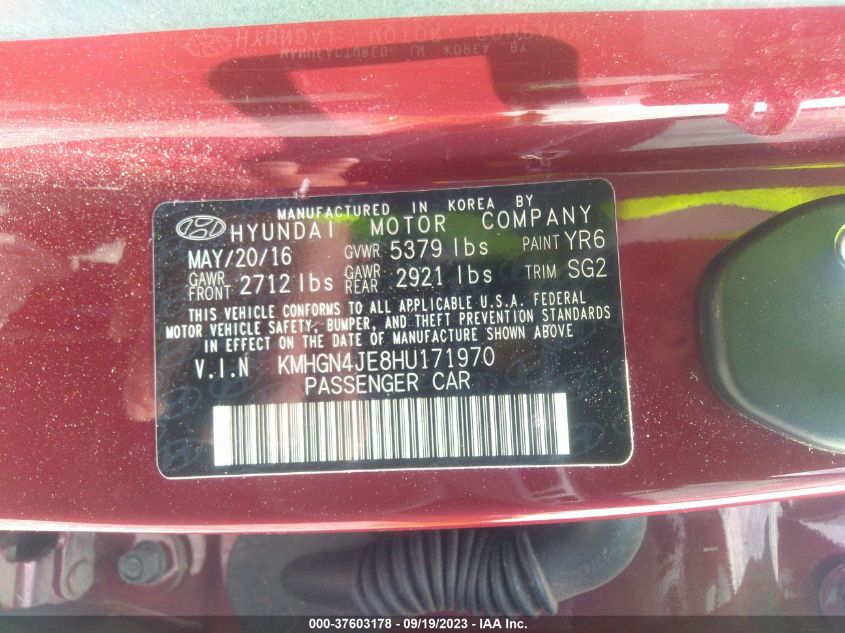 MANUFACTURED IN KOREA BY
HYUNDAI MOTOR COMPANY
MAY/20/16 GVWR 5379 lbs PAINT YR6
GAWR FRONT 2712 lbs GAWR REAR 2921 lbs TRIM SG2
THIS VEHICLE CONFORMS TO ALL APPLICABLE U.S.A. FEDERAL
MOTOR VEHICLE SAFETY, BUMPER, AND THEFT PREVENTION STANDARDS
IN EFFECT ON THE DATE OF MANUFACTURE SHOWN ABOVE
V.I.N KMHGN4JE8HU171970
PASSENGER CAR
000-37603178 - 09/19/2023 - IAA Inc.